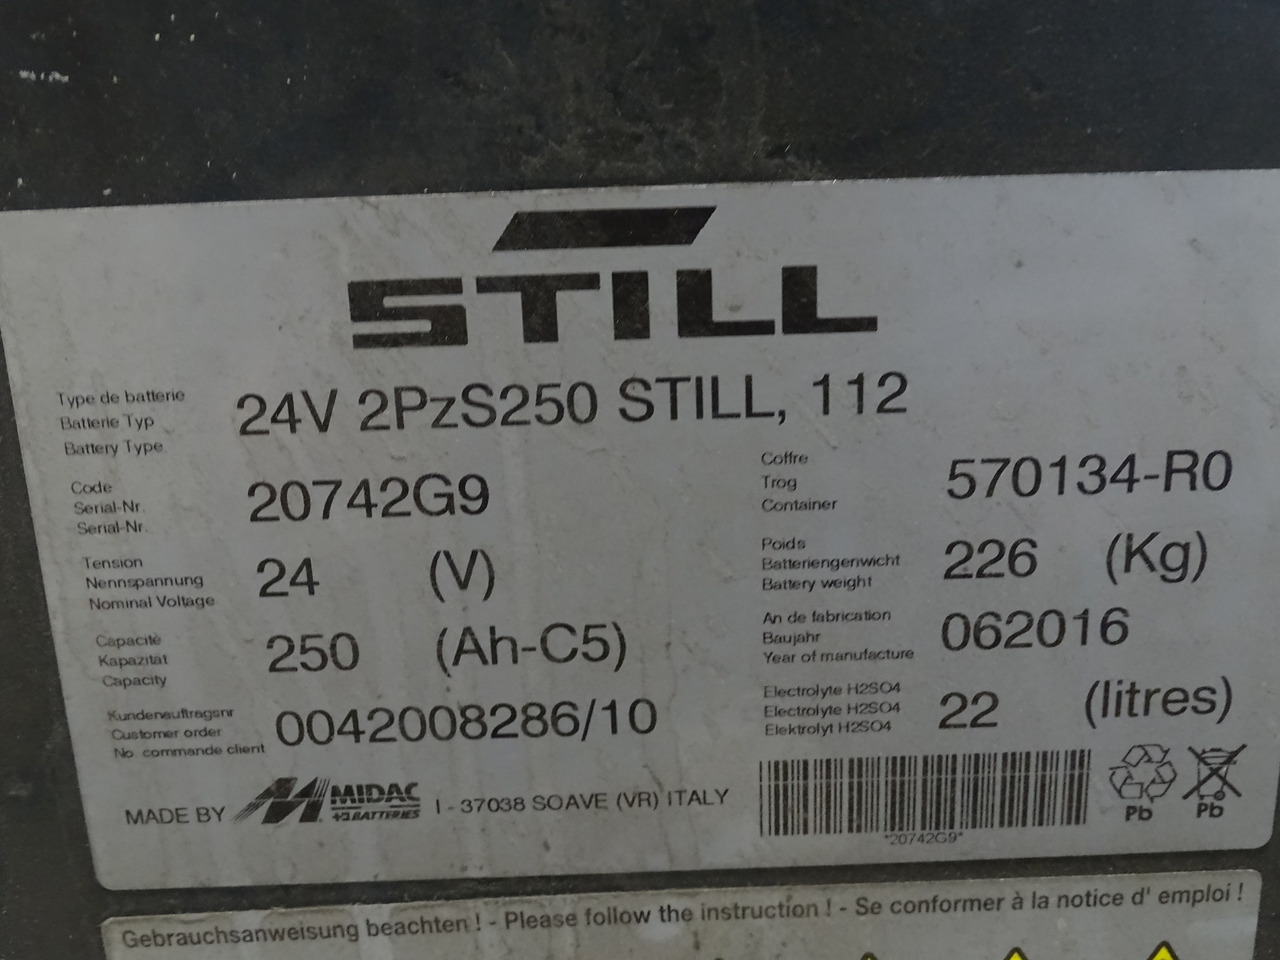 STILL
Type de batterie
Batterie Typ
Battery Type
24V 2PzS250 STILL, 112
Code
Serial-Nr.
Serial-Nr.
20742G9
Coffre
Trog
Container
570134-R0
Tension
Nennspannung
Nominal Voltage
24 (V)
Poids
Batteriengenwicht
Battery weight
226 (Kg)
Capacité
Kapazitat
Capacity
250 (Ah-C5)
An de fabrication
Baujahr
Year of manufacture
062016
Kundenauftragsnr
Customer order
No. commande client
0042008286/10
Electrolyte H2SO4
Electrolyte H2SO4
Elektrolyt H2SO4
22 (litres)
MADE BY MIDAC BATTERIES I - 37038 SOAVE (VR) ITALY
*20742G9*
Pb Pb
Gebrauchsanweisung beachten ! - Please follow the instruction ! - Se conformer à la notice d' emploi !